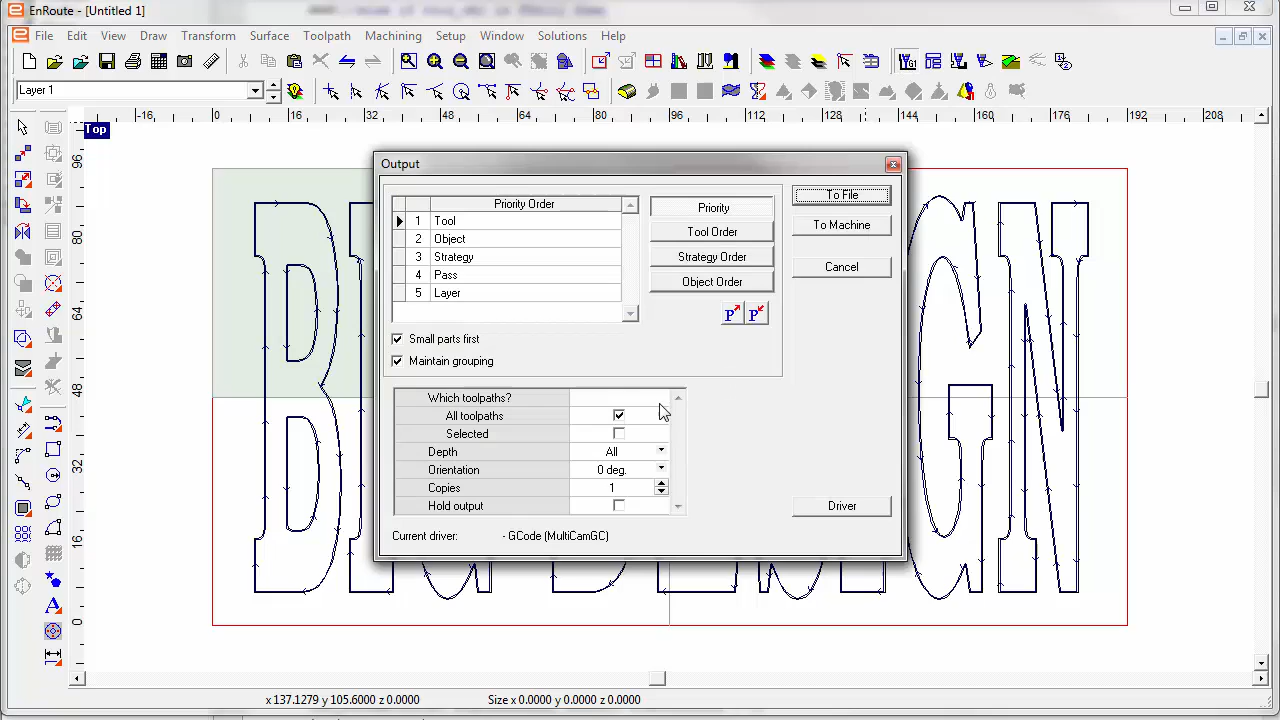 EnRoute - [Untitled 1]
File Edit View Draw Transform Surface Toolpath Machining Setup Window Solutions Help
Layer 1
-16 0 16 32 48 64 80 96 112 128 144 160 176 192 208
Top
96
80
64
48
32
16
0
BIG DESIGN
Output
Priority Order
1 Tool
2 Object
3 Strategy
4 Pass
5 Layer
Priority
Tool Order
Strategy Order
Object Order
To File
To Machine
Cancel
Small parts first
Maintain grouping
Which toolpaths?
All toolpaths
Selected
Depth All
Orientation 0 deg.
Copies 1
Hold output
Driver
Current driver: - GCode (MultiCamGC)
x 137.1279 y 105.6000 z 0.0000 Size x 0.0000 y 0.0000 z 0.0000